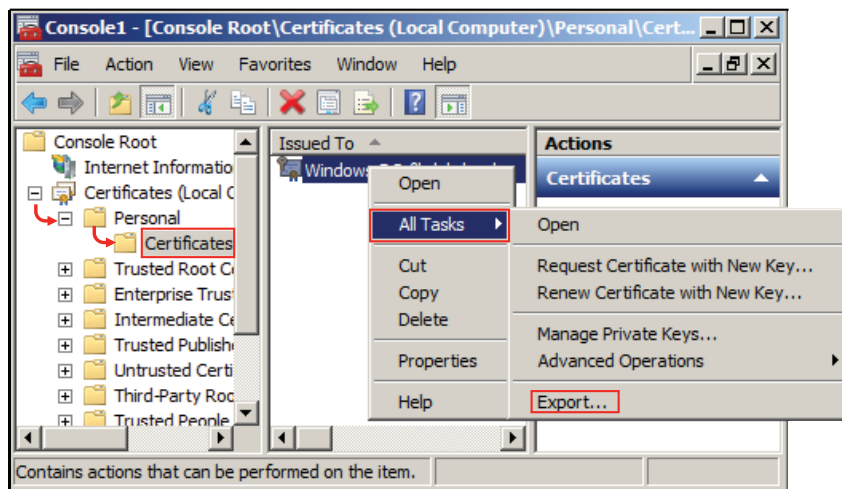 Console1 - [Console Root\Certificates (Local Computer)\Personal\Cert...
File Action View Favorites Window Help
Console Root
Internet Informatio
Certificates (Local C
Personal
Certificates
Trusted Root C
Enterprise Trus
Intermediate Ce
Trusted Publish
Untrusted Certi
Third-Party Roo
Trusted People
Issued To
Windows
Actions
Certificates
Open
All Tasks
Cut
Copy
Delete
Properties
Help
Open
Request Certificate with New Key...
Renew Certificate with New Key...
Manage Private Keys...
Advanced Operations
Export...
Contains actions that can be performed on the item.